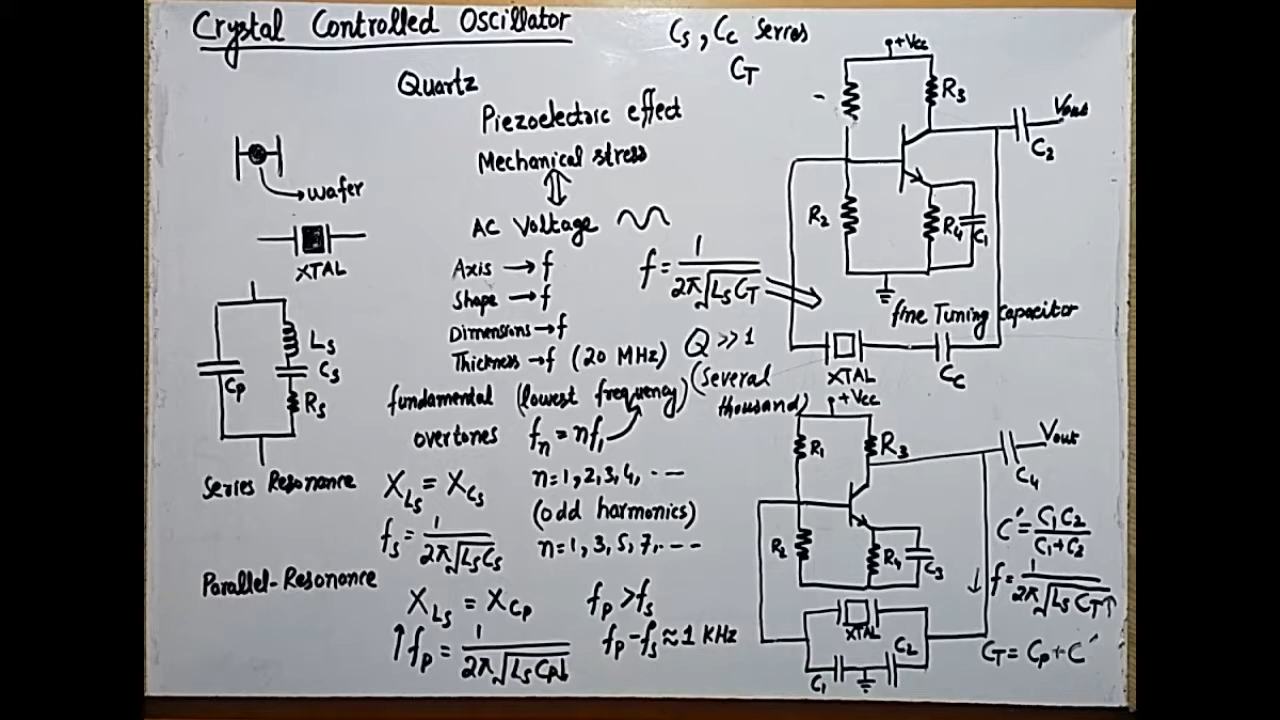 Crystal Controlled Oscillator
Quartz
Piezoelectric effect
Mechanical stress
⇕
AC Voltage
wafer
XTAL
Axis → f
Shape → f
Dimensions → f
Thickness → f (20 MHz)
Q >> 1
(several thousand)
fundamental (lowest frequency)
overtones fₙ = nf₁
n = 1, 2, 3, 4, ---
(odd harmonics)
n = 1, 3, 5, 7, ---
Cp
Ls
Cs
Rs
Series Resonance X_Ls = X_Cs
fs = 1/2π√LsCs
Parallel-Resonance
X_Ls = X_Cp fp > fs
↑fp = 1/2π√LsCp↓ fp - fs ≈ 1 KHz
Cs, Cc series
CT
f = 1/2π√LsCT
+Vcc
R3
Vout
C2
R2
R4
C1
fine Tuning Capacitor
XTAL
Cc
+Vcc
R1
R3
Vout
C4
R2
R4
C3
XTAL
C1
C2
C' = C1C2/C1+C2
↓f = 1/2π√LsCT↑
CT = Cp + C'